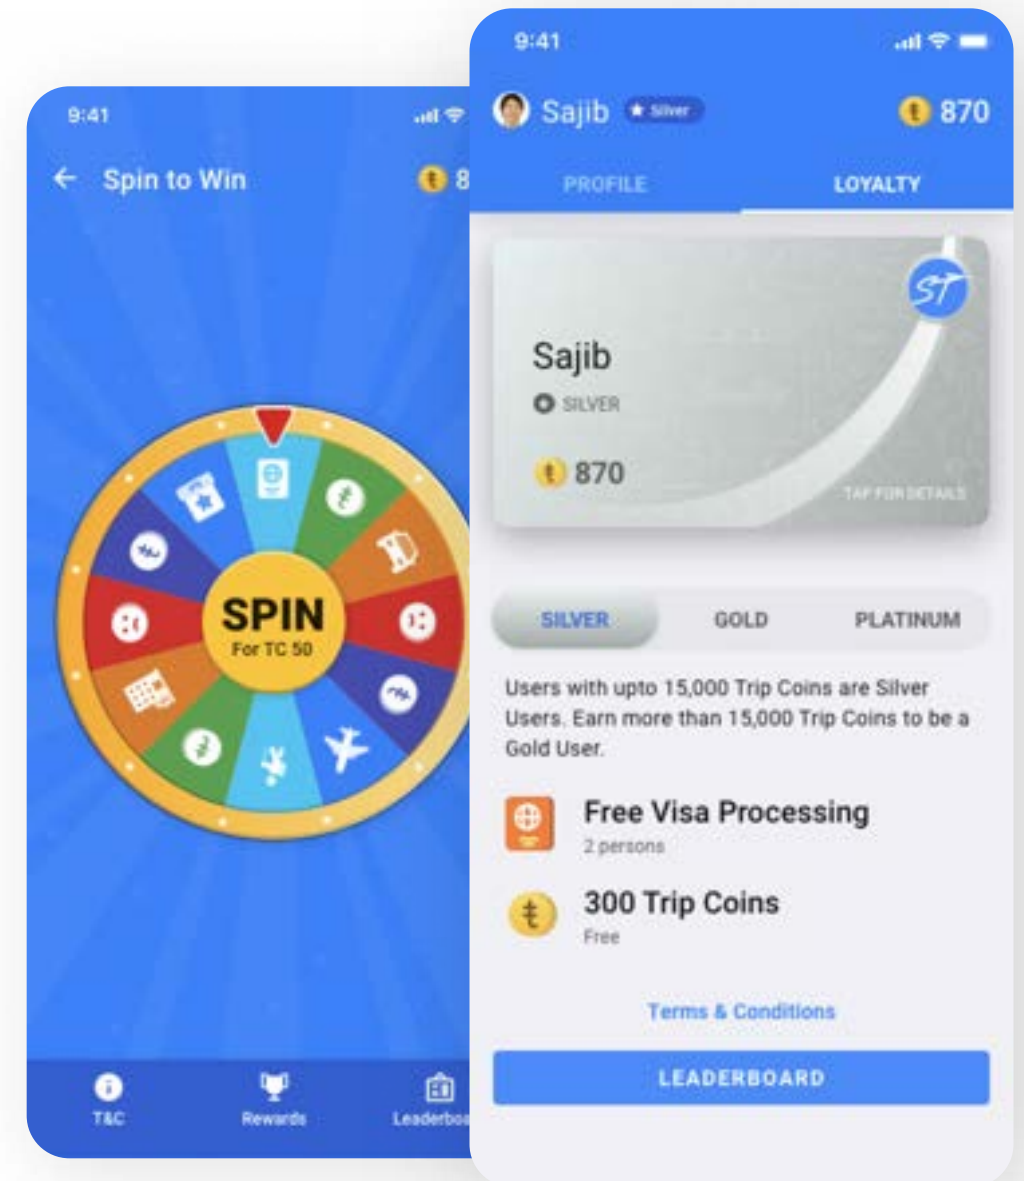 9:41
Spin to Win
8
SPIN
For TC 50
T&C
Rewards
Leaderboa
9:41
Sajib
Silver
870
PROFILE
LOYALTY
ST
Sajib
SILVER
870
TAP FOR DETAILS
SILVER
GOLD
PLATINUM
Users with upto 15,000 Trip Coins are Silver
Users. Earn more than 15,000 Trip Coins to be a
Gold User.
Free Visa Processing
2 persons
300 Trip Coins
Free
Terms & Conditions
LEADERBOARD